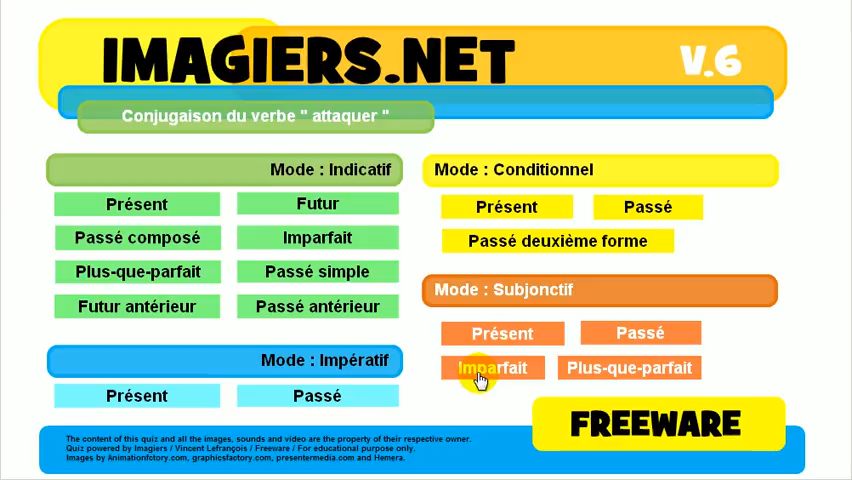 IMAGIERS.NET
V.6
Conjugaison du verbe " attaquer "
Mode : Indicatif
Présent
Futur
Passé composé
Imparfait
Plus-que-parfait
Passé simple
Futur antérieur
Passé antérieur
Mode : Impératif
Présent
Passé
Mode : Conditionnel
Présent
Passé
Passé deuxième forme
Mode : Subjonctif
Présent
Passé
Imparfait
Plus-que-parfait
FREEWARE
The content of this quiz and all the images, sounds and video are the property of their respective owner.
Quiz powered by Imagiers / Vincent Lefrançois / Freeware / For educational purpose only.
Images by Animationfctory.com, graphicsfactory.com, presentermedia.com and Hemera.